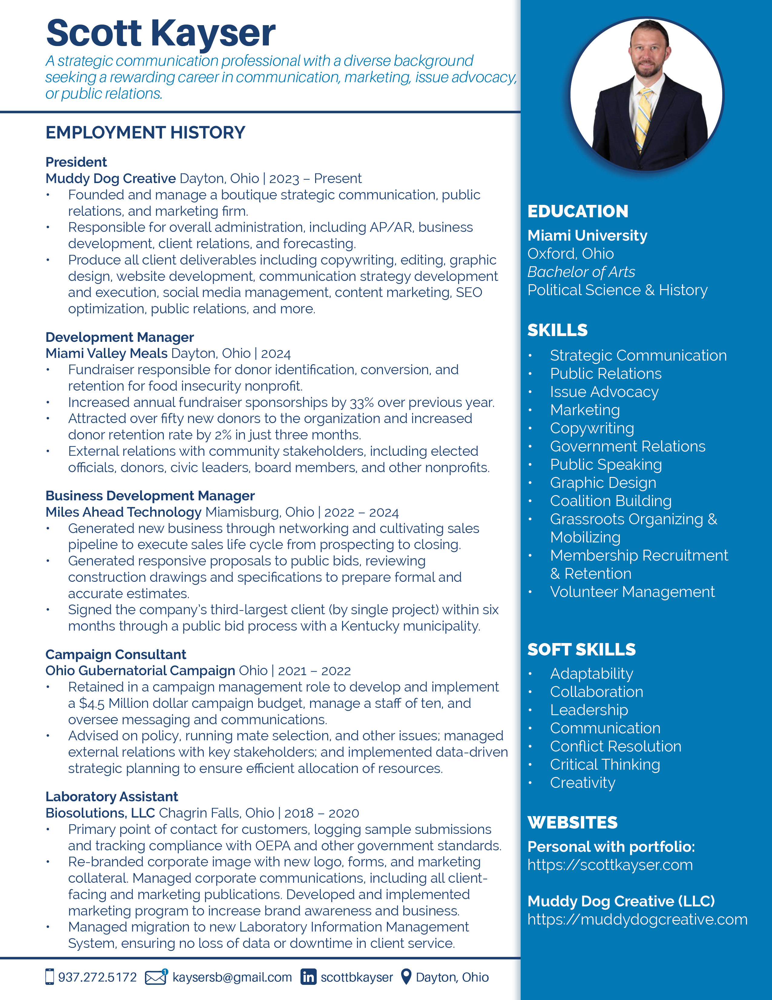 Scott Kayser
A strategic communication professional with a diverse background
seeking a rewarding career in communication, marketing, issue advocacy,
or public relations.
EMPLOYMENT HISTORY
President
Muddy Dog Creative Dayton, Ohio | 2023 – Present
• Founded and manage a boutique strategic communication, public
relations, and marketing firm.
• Responsible for overall administration, including AP/AR, business
development, client relations, and forecasting.
• Produce all client deliverables including copywriting, editing, graphic
design, website development, communication strategy development
and execution, social media management, content marketing, SEO
optimization, public relations, and more.
Development Manager
Miami Valley Meals Dayton, Ohio | 2024
• Fundraiser responsible for donor identification, conversion, and
retention for food insecurity nonprofit.
• Increased annual fundraiser sponsorships by 33% over previous year.
• Attracted over fifty new donors to the organization and increased
donor retention rate by 2% in just three months.
• External relations with community stakeholders, including elected
officials, donors, civic leaders, board members, and other nonprofits.
Business Development Manager
Miles Ahead Technology Miamisburg, Ohio | 2022 – 2024
• Generated new business through networking and cultivating sales
pipeline to execute sales life cycle from prospecting to closing.
• Generated responsive proposals to public bids, reviewing
construction drawings and specifications to prepare formal and
accurate estimates.
• Signed the company's third-largest client (by single project) within six
months through a public bid process with a Kentucky municipality.
Campaign Consultant
Ohio Gubernatorial Campaign Ohio | 2021 – 2022
• Retained in a campaign management role to develop and implement
a $4.5 Million dollar campaign budget, manage a staff of ten, and
oversee messaging and communications.
• Advised on policy, running mate selection, and other issues; managed
external relations with key stakeholders; and implemented data-driven
strategic planning to ensure efficient allocation of resources.
Laboratory Assistant
Biosolutions, LLC Chagrin Falls, Ohio | 2018 – 2020
• Primary point of contact for customers, logging sample submissions
and tracking compliance with OEPA and other government standards.
• Re-branded corporate image with new logo, forms, and marketing
collateral. Managed corporate communications, including all client-
facing and marketing publications. Developed and implemented
marketing program to increase brand awareness and business.
• Managed migration to new Laboratory Information Management
System, ensuring no loss of data or downtime in client service.
937.272.5172 1 kaysersb@gmail.com in scottbkayser Dayton, Ohio
EDUCATION
Miami University
Oxford, Ohio
Bachelor of Arts
Political Science & History
SKILLS
• Strategic Communication
• Public Relations
• Issue Advocacy
• Marketing
• Copywriting
• Government Relations
• Public Speaking
• Graphic Design
• Coalition Building
• Grassroots Organizing &
Mobilizing
• Membership Recruitment
& Retention
• Volunteer Management
SOFT SKILLS
• Adaptability
• Collaboration
• Leadership
• Communication
• Conflict Resolution
• Critical Thinking
• Creativity
WEBSITES
Personal with portfolio:
https://scottkayser.com
Muddy Dog Creative (LLC)
https://muddydogcreative.com